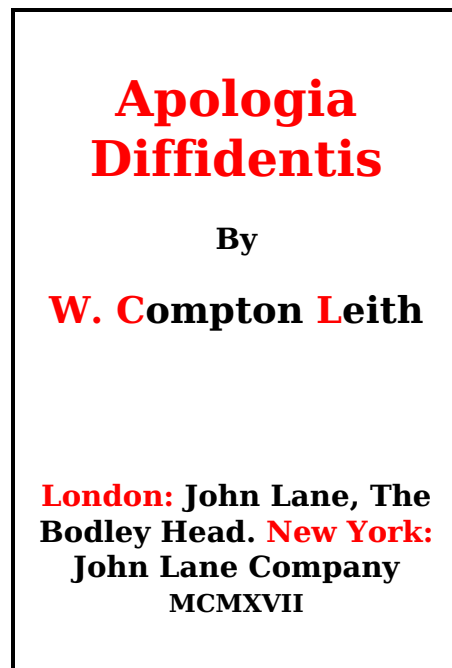 Apologia
Diffidentis
By
W. Compton Leith
London: John Lane, The
Bodley Head. New York:
John Lane Company
MCMXVII